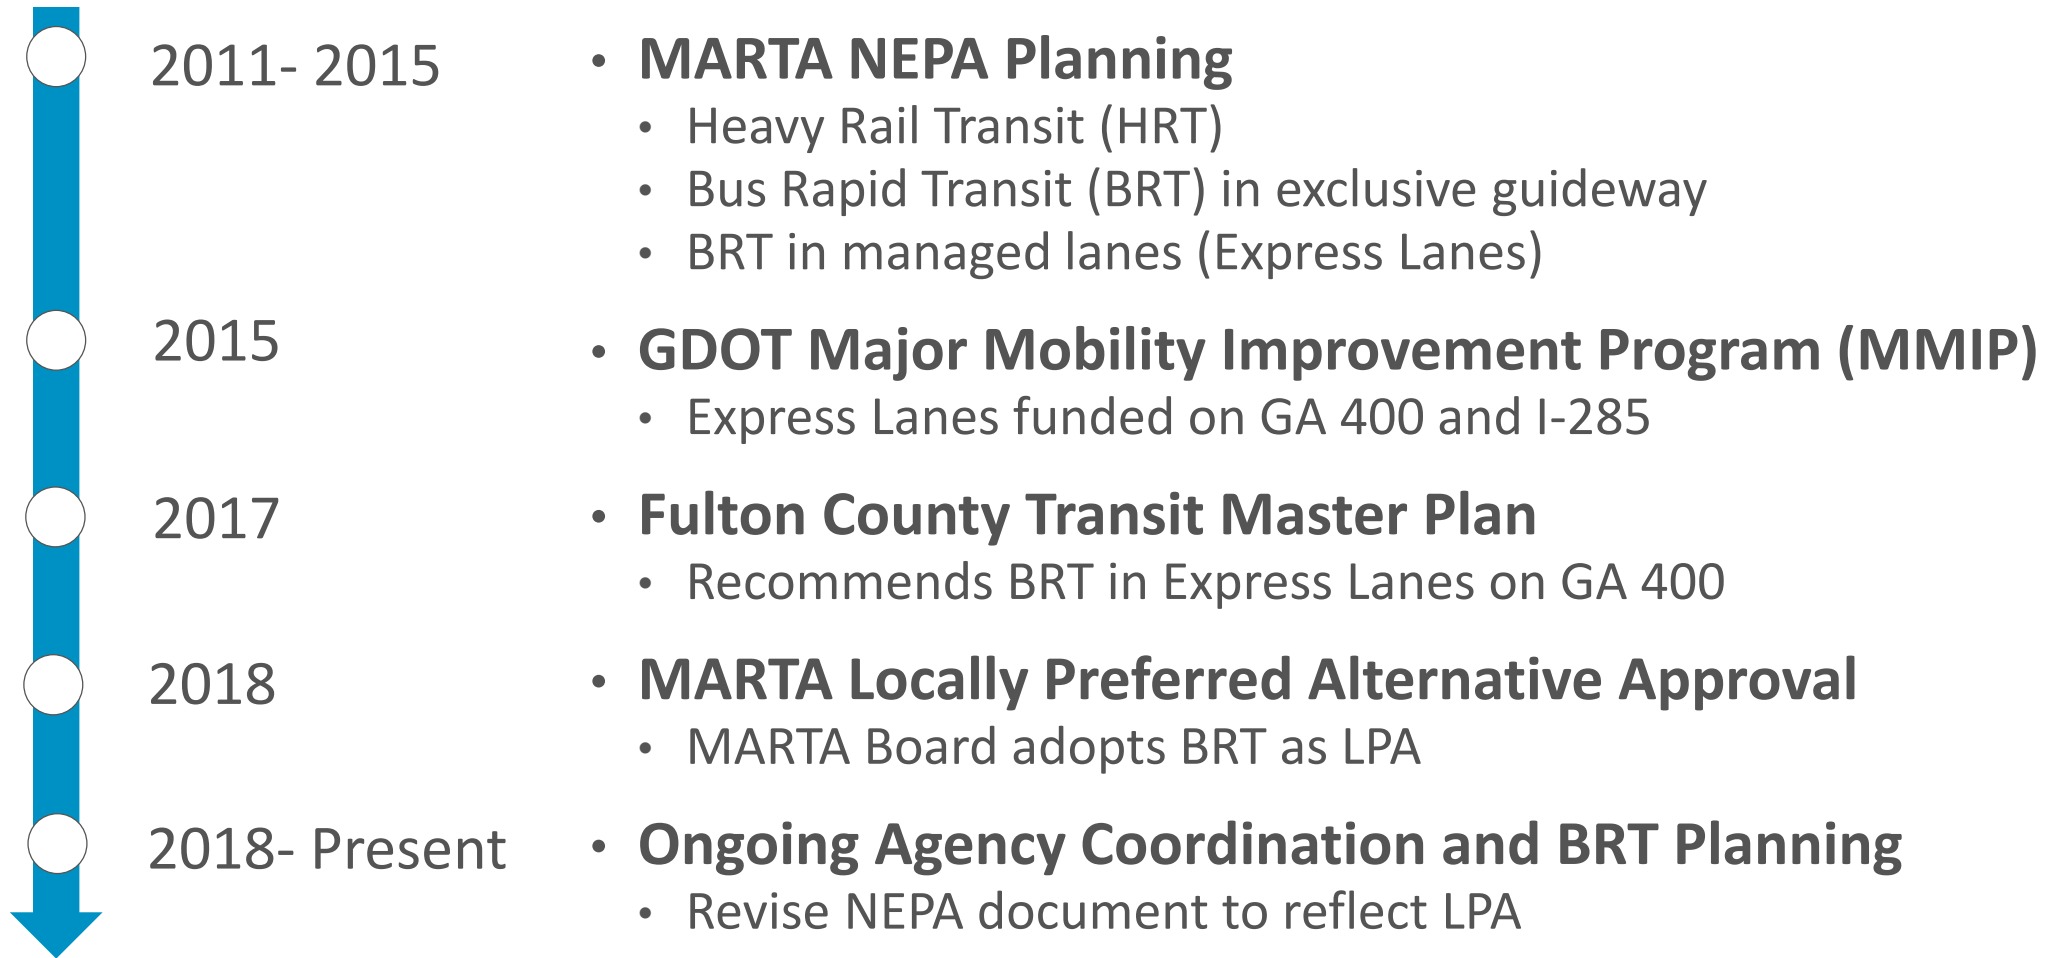 2011- 2015
• MARTA NEPA Planning
• Heavy Rail Transit (HRT)
• Bus Rapid Transit (BRT) in exclusive guideway
• BRT in managed lanes (Express Lanes)
2015
• GDOT Major Mobility Improvement Program (MMIP)
• Express Lanes funded on GA 400 and I-285
2017
• Fulton County Transit Master Plan
• Recommends BRT in Express Lanes on GA 400
2018
• MARTA Locally Preferred Alternative Approval
• MARTA Board adopts BRT as LPA
2018- Present
• Ongoing Agency Coordination and BRT Planning
• Revise NEPA document to reflect LPA